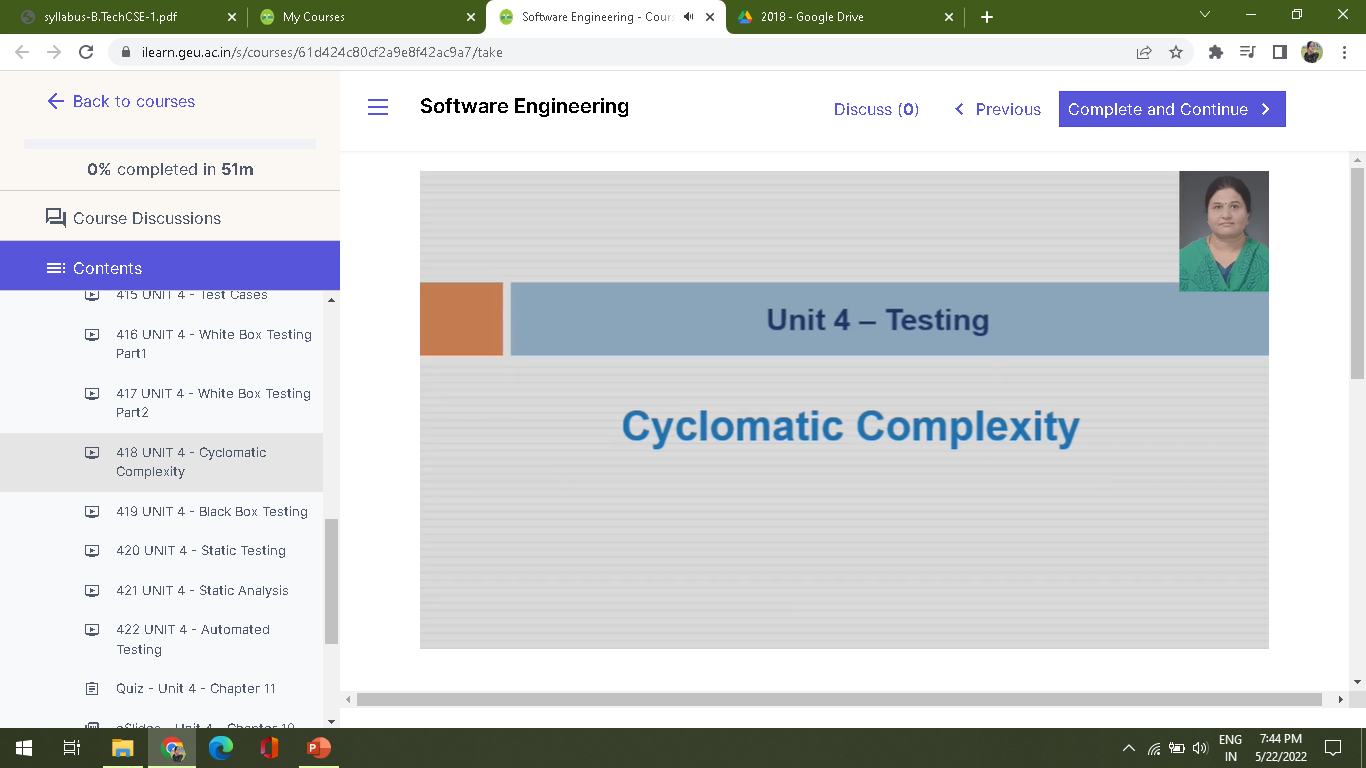 syllabus-B.TechCSE-1.pdf
My Courses
Software Engineering - Cour
2018 - Google Drive
ilearn.geu.ac.in/s/courses/61d424c80cf2a9e8f42ac9a7/take
Back to courses
0% completed in 51m
Course Discussions
Contents
415 UNIT 4 - Test Cases
416 UNIT 4 - White Box Testing
Part1
417 UNIT 4 - White Box Testing
Part2
418 UNIT 4 - Cyclomatic
Complexity
419 UNIT 4 - Black Box Testing
420 UNIT 4 - Static Testing
421 UNIT 4 - Static Analysis
422 UNIT 4 - Automated
Testing
Quiz - Unit 4 - Chapter 11
eSlides - Unit 4 - Chapter 10
Software Engineering
Discuss (0)
Previous
Complete and Continue
Unit 4 – Testing
Cyclomatic Complexity
ENG
IN
7:44 PM
5/22/2022